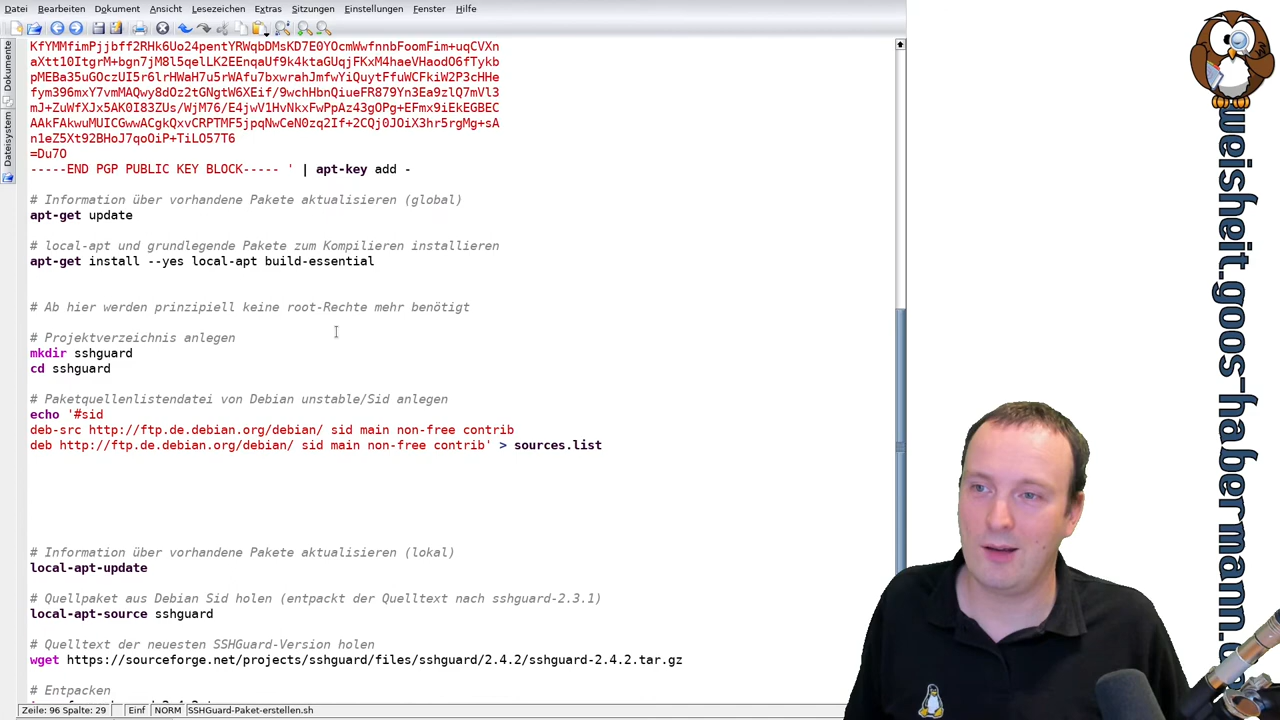 Datei Bearbeiten Dokument Ansicht Lesezeichen Extras Sitzungen Einstellungen Fenster Hilfe
Dokumente
Dateisystem
KfYMMfimPjjbff2RHk6Uo24pentYRWqbDMsKD7E0YOcmWwfnnbFoomFim+uqCVXn
aXtt10ItgrM+bgn7jM8l5qelLK2EEnqaUf9k4ktaGUqjFKxM4haeVHaodO6fTykb
pMEBa35uGOczUI5r6lrHWaH7u5rWAfu7bxwrahJmfwYiQuytFfuWCFkiW2P3cHHe
fym396mxY7vmMAQwy8dOz2tGNgtW6XEif/9wchHbnQiueFR879Yn3Ea9zlQ7mVl3
mJ+ZuWfXJx5AK0I83ZUs/WjM76/E4jwV1HvNkxFwPpAz43gOPg+EFmx9iEkEGBEC
AAkFAkwuMUICGwwACgkQxvCRPTMF5jpqNwCeN0zq2If+2CQj0JOiX3hr5rgMg+sA
n1eZ5Xt92BHoJ7qoOiP+TiLO57T6
=Du7O
-----END PGP PUBLIC KEY BLOCK----- ' | apt-key add -
# Information über vorhandene Pakete aktualisieren (global)
apt-get update
# local-apt und grundlegende Pakete zum Kompilieren installieren
apt-get install --yes local-apt build-essential
# Ab hier werden prinzipiell keine root-Rechte mehr benötigt
# Projektverzeichnis anlegen
mkdir sshguard
cd sshguard
# Paketquellenlistendatei von Debian unstable/Sid anlegen
echo '#sid
deb-src http://ftp.de.debian.org/debian/ sid main non-free contrib
deb http://ftp.de.debian.org/debian/ sid main non-free contrib' > sources.list
# Information über vorhandene Pakete aktualisieren (lokal)
local-apt-update
# Quellpaket aus Debian Sid holen (entpackt der Quelltext nach sshguard-2.3.1)
local-apt-source sshguard
# Quelltext der neuesten SSHGuard-Version holen
wget https://sourceforge.net/projects/sshguard/files/sshguard/2.4.2/sshguard-2.4.2.tar.gz
# Entpacken
Zeile: 96 Spalte: 29 Einf NORM SSHGuard-Paket-erstellen.sh
weisheit.goos-habermann.